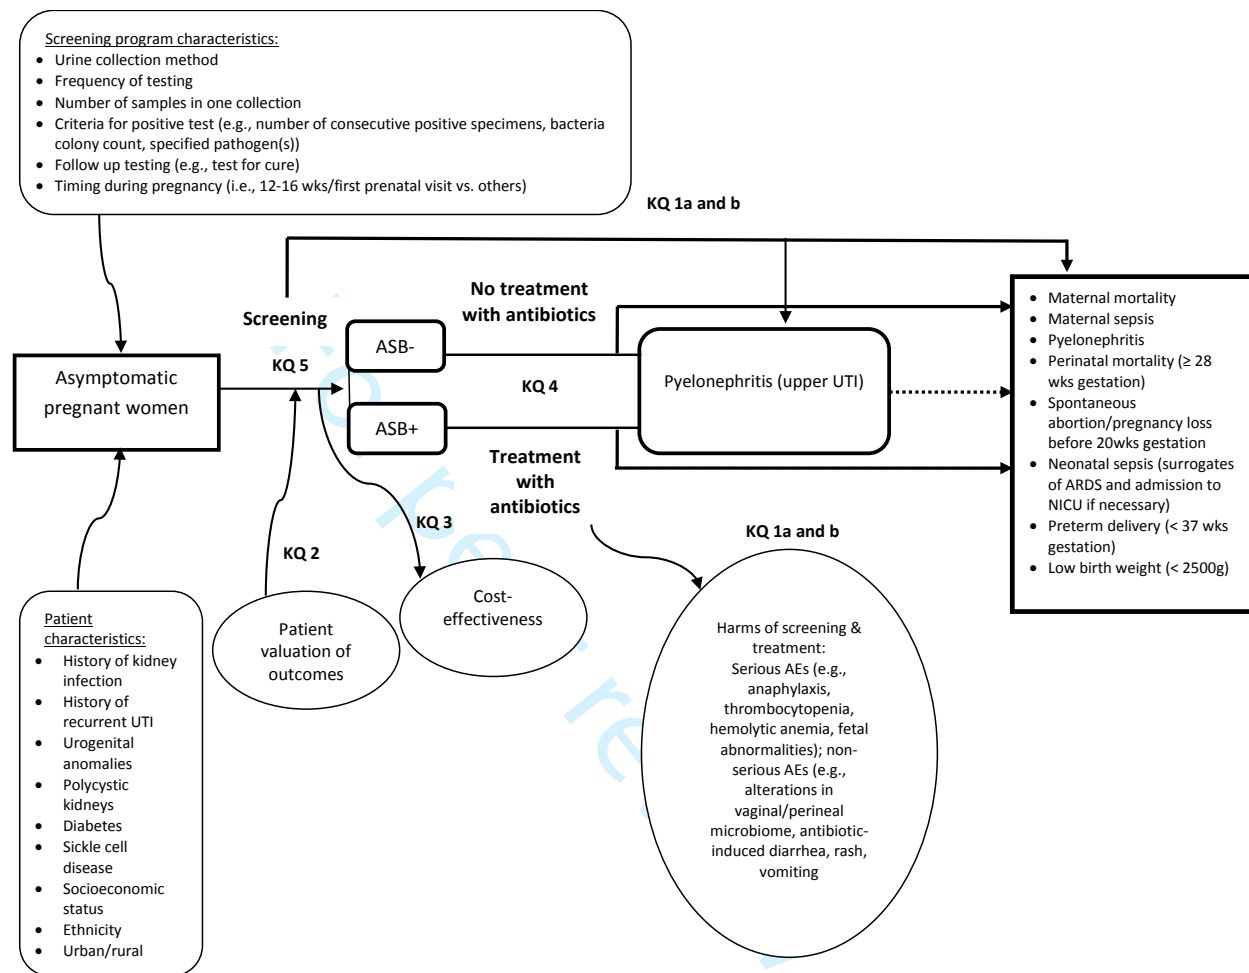 Screening program characteristics:
• Urine collection method
• Frequency of testing
• Number of samples in one collection
• Criteria for positive test (e.g., number of consecutive positive specimens, bacteria
colony count, specified pathogen(s))
• Follow up testing (e.g., test for cure)
• Timing during pregnancy (i.e., 12-16 wks/first prenatal visit vs. others)
KQ 1a and b
Screening
No treatment
with antibiotics
KQ 5
ASB-
Asymptomatic
pregnant women
KQ 4
Pyelonephritis (upper UTI)
ASB+
Treatment
with
antibiotics
• Maternal mortality
• Maternal sepsis
• Pyelonephritis
• Perinatal mortality (≥ 28
wks gestation)
• Spontaneous
abortion/pregnancy loss
before 20wks gestation
• Neonatal sepsis (surrogates
of ARDS and admission to
NICU if necessary)
• Preterm delivery (< 37 wks
gestation)
• Low birth weight (< 2500g)
KQ 2
KQ 3
KQ 1a and b
Patient
valuation of
outcomes
Cost-
effectiveness
Patient
characteristics:
• History of kidney
infection
• History of
recurrent UTI
• Urogenital
anomalies
• Polycystic
kidneys
• Diabetes
• Sickle cell
disease
• Socioeconomic
status
• Ethnicity
• Urban/rural
Harms of screening &
treatment:
Serious AEs (e.g.,
anaphylaxis,
thrombocytopenia,
hemolytic anemia, fetal
abnormalities); non-
serious AEs (e.g.,
alterations in
vaginal/perineal
microbiome, antibiotic-
induced diarrhea, rash,
vomiting